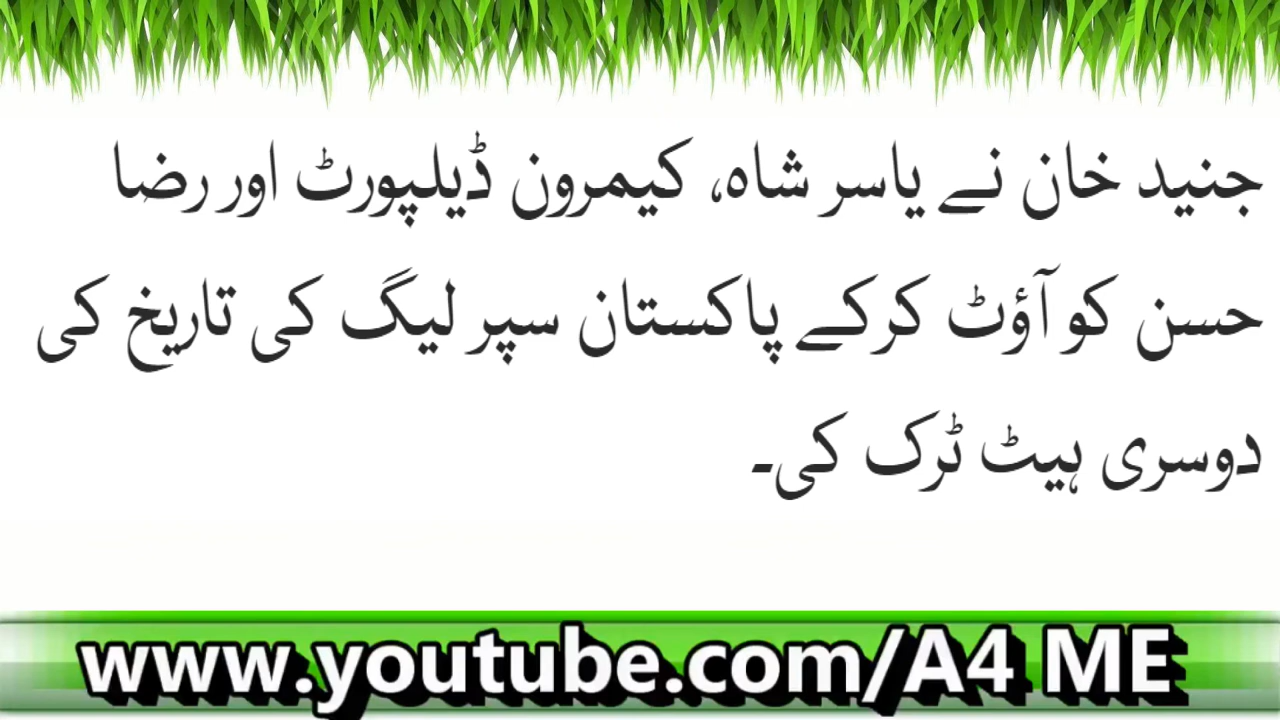 جنید خان نے یاسر شاہ، کیمرون ڈیلپورٹ اور رضا
حسن کو آؤٹ کرکے پاکستان سپر لیگ کی تاریخ کی
دوسری ہیٹ ٹرک کی۔
www.youtube.com/A4 ME